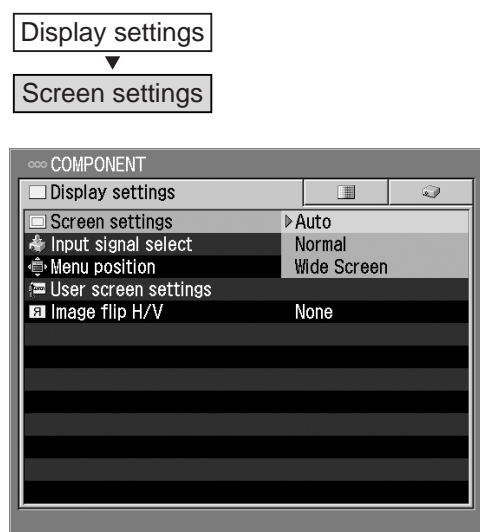 Display settings
▼
Screen settings
COMPONENT
Display settings
Screen settings ▷Auto
Input signal select Normal
Menu position Wide Screen
User screen settings
Image flip H/V None